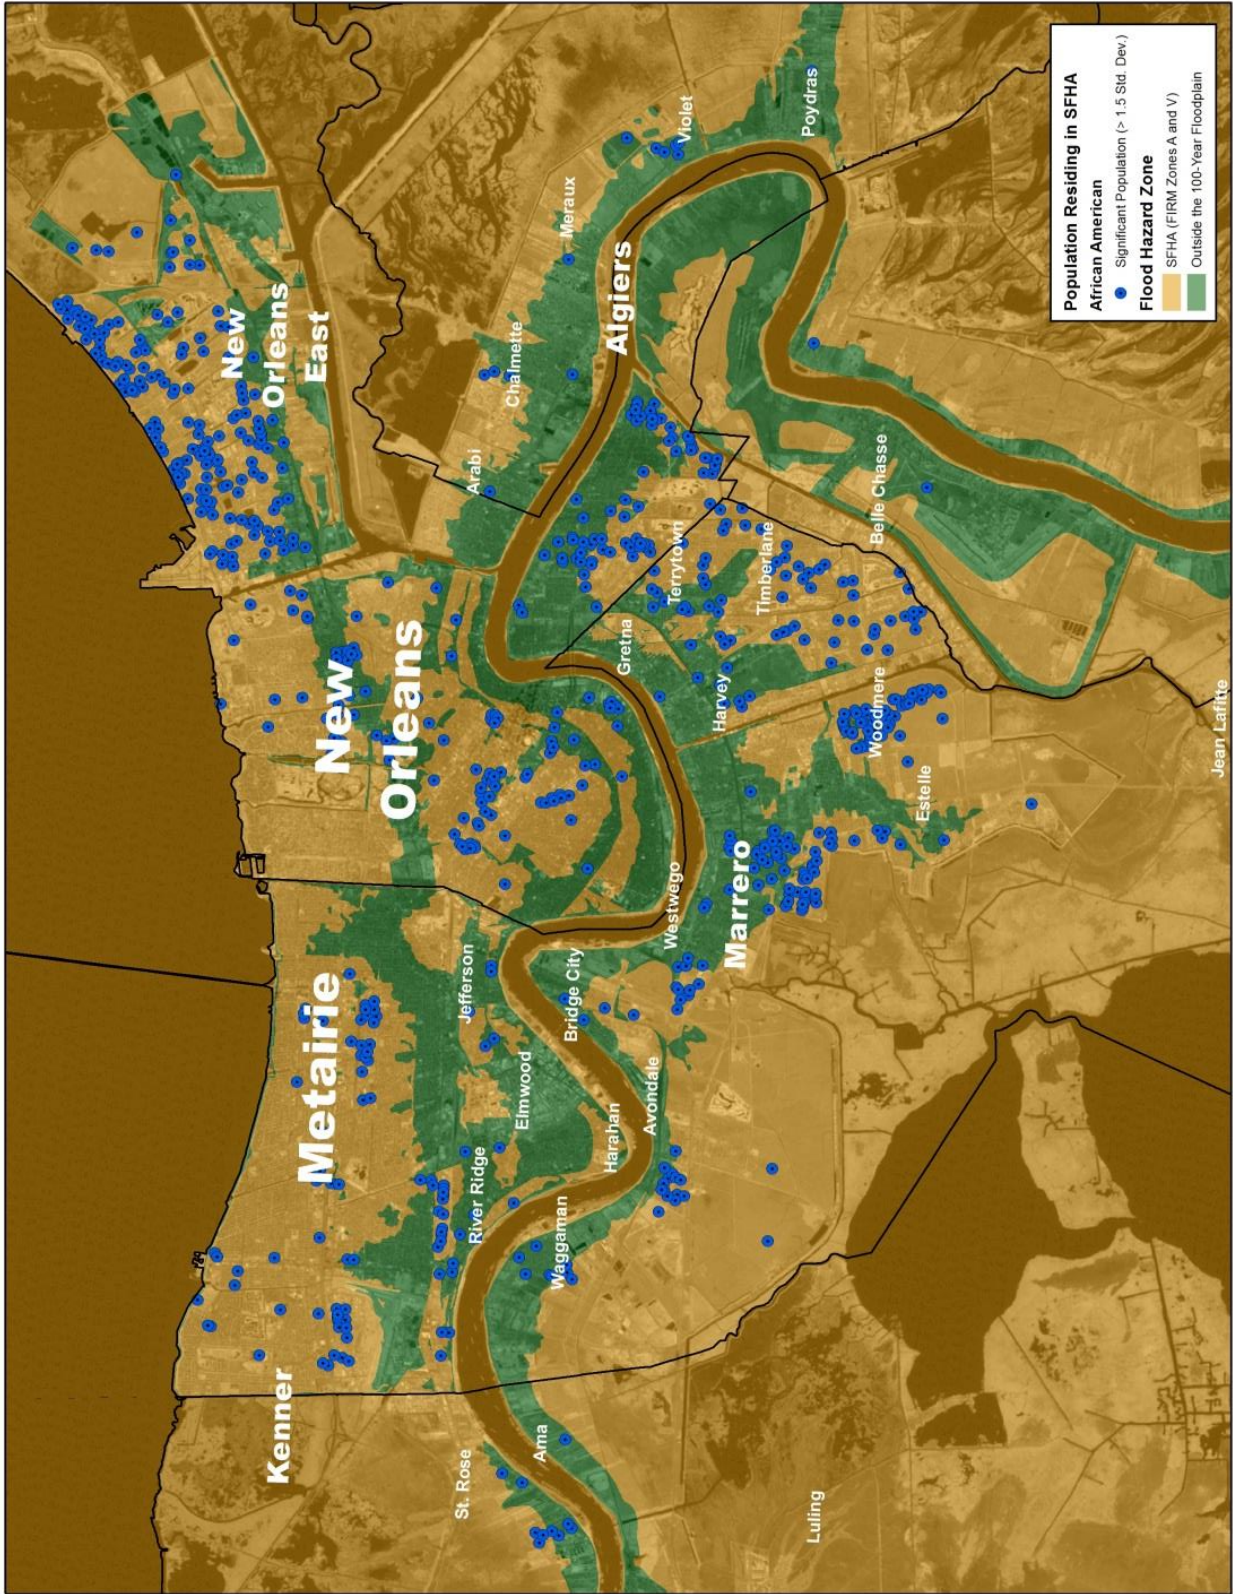 Kenner
Metairie
New
Orleans
New
Orleans
East
St. Rose
Ama
Luling
River Ridge
Waggaman
Harahan
Elmwood
Avondale
Jefferson
Bridge City
Westwego
Marrero
Estelle
Woodmere
Harvey
Gretna
Timberlane
Terrytown
Jean Lafitte
Belle Chasse
Arabi
Chalmette
Algiers
Meraux
Violet
Poydras
Population Residing in SFHA
African American
Significant Population (> 1.5 Std. Dev.)
Flood Hazard Zone
SFHA (FIRM Zones A and V)
Outside the 100-Year Floodplain